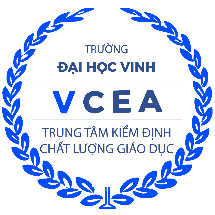 TRƯỜNG
ĐẠI HỌC VINH
VCEA
TRUNG TÂM KIỂM ĐỊNH
CHẤT LƯỢNG GIÁO DỤC